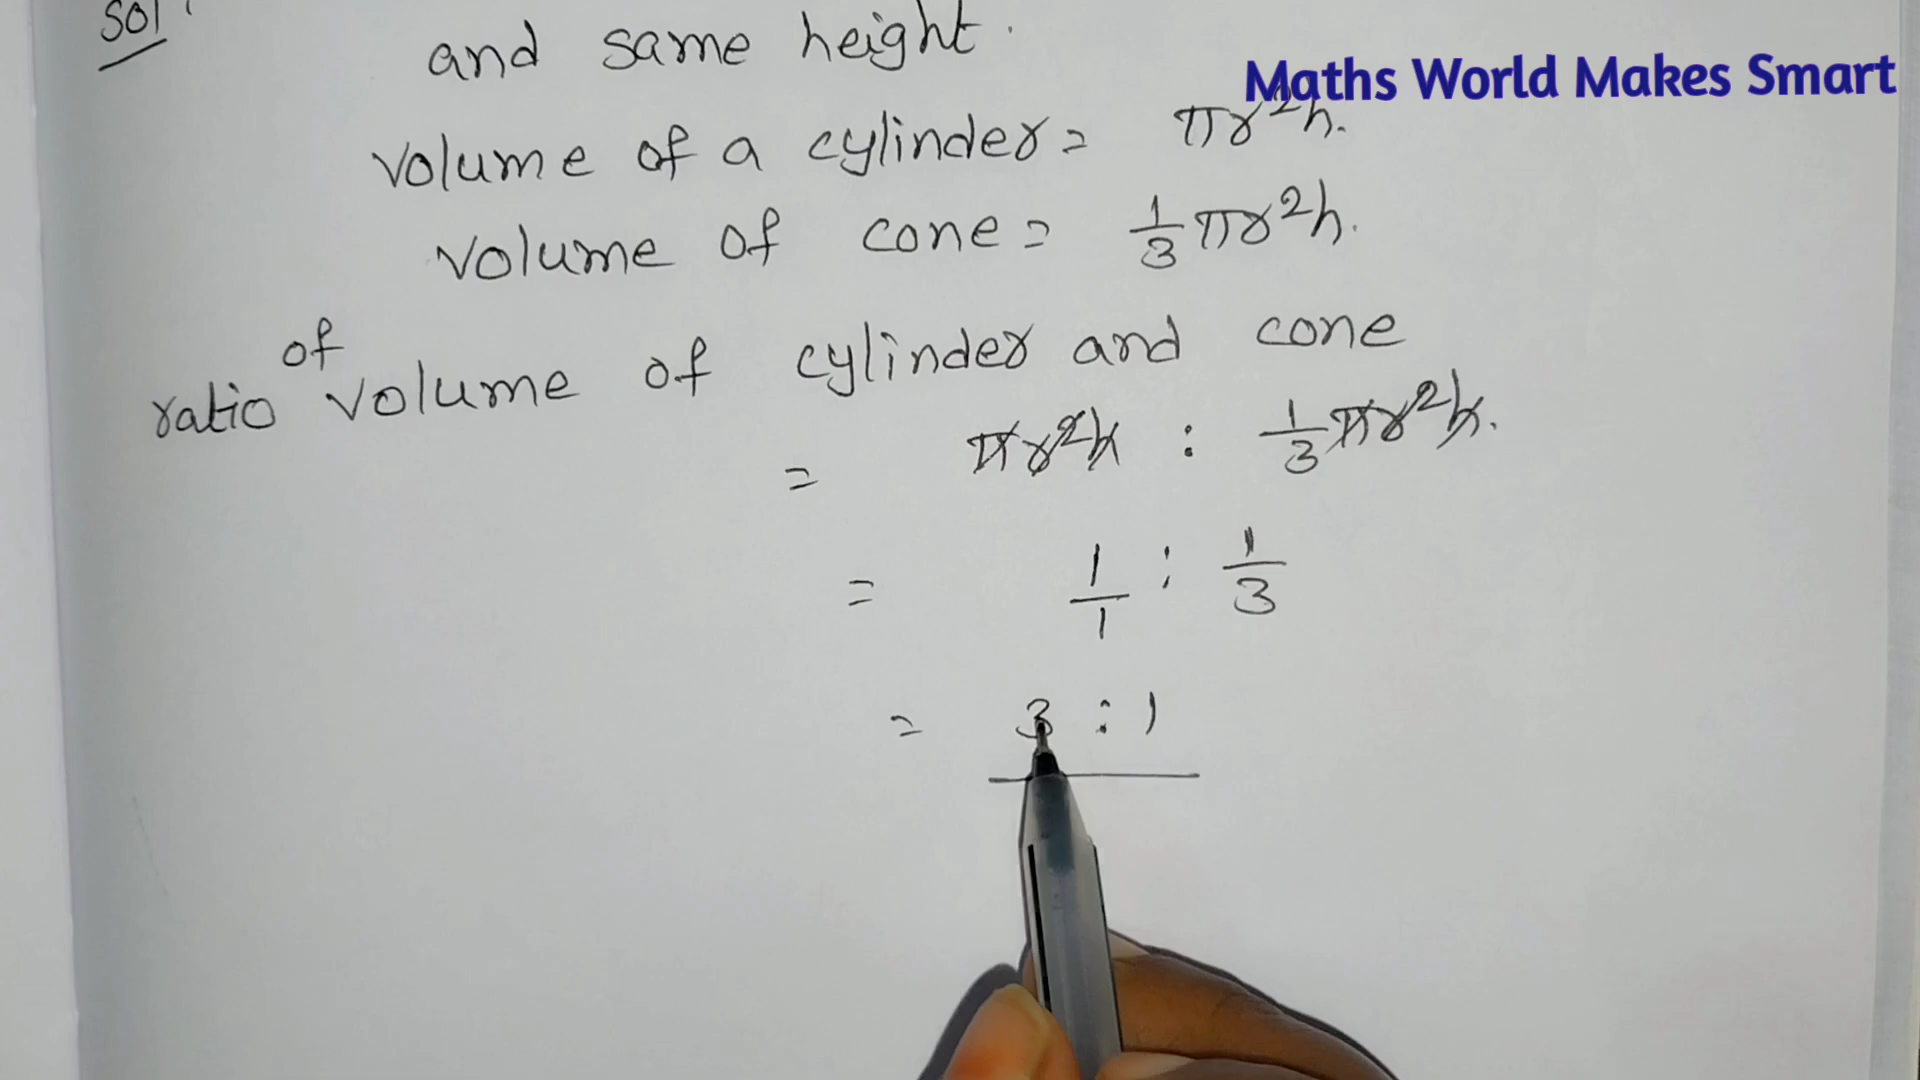 Sol
and same height.
Maths World Makes Smart
volume of a cylinder = πr²h.
volume of cone = 1/3 πr²h.
ratio of volume of cylinder and cone
= πr²h : 1/3 πr²h.
= 1/1 : 1/3
= 3 : 1